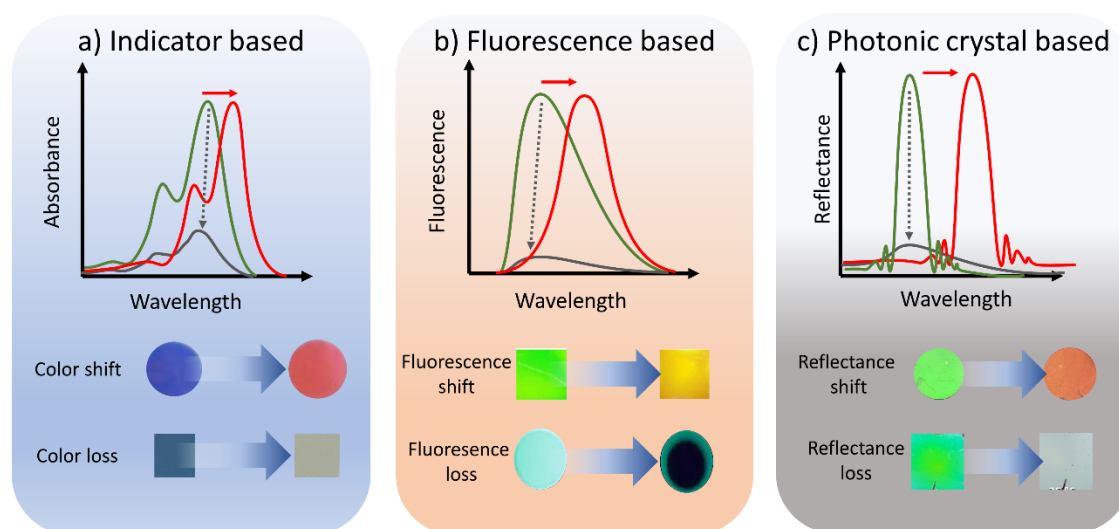 a) Indicator based
Absorbance
Wavelength
Color shift
Color loss
b) Fluorescence based
Fluorescence
Wavelength
Fluorescence
shift
Fluoresence
loss
c) Photonic crystal based
Reflectance
Wavelength
Reflectance
shift
Reflectance
loss